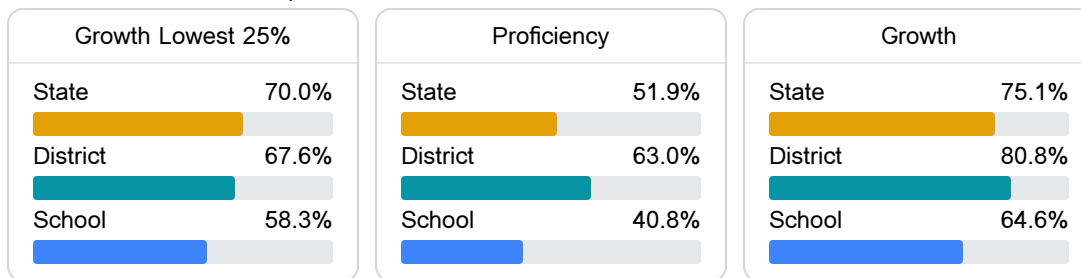 Growth Lowest 25%
State 70.0%
District 67.6%
School 58.3%
Proficiency
State 51.9%
District 63.0%
School 40.8%
Growth
State 75.1%
District 80.8%
School 64.6%